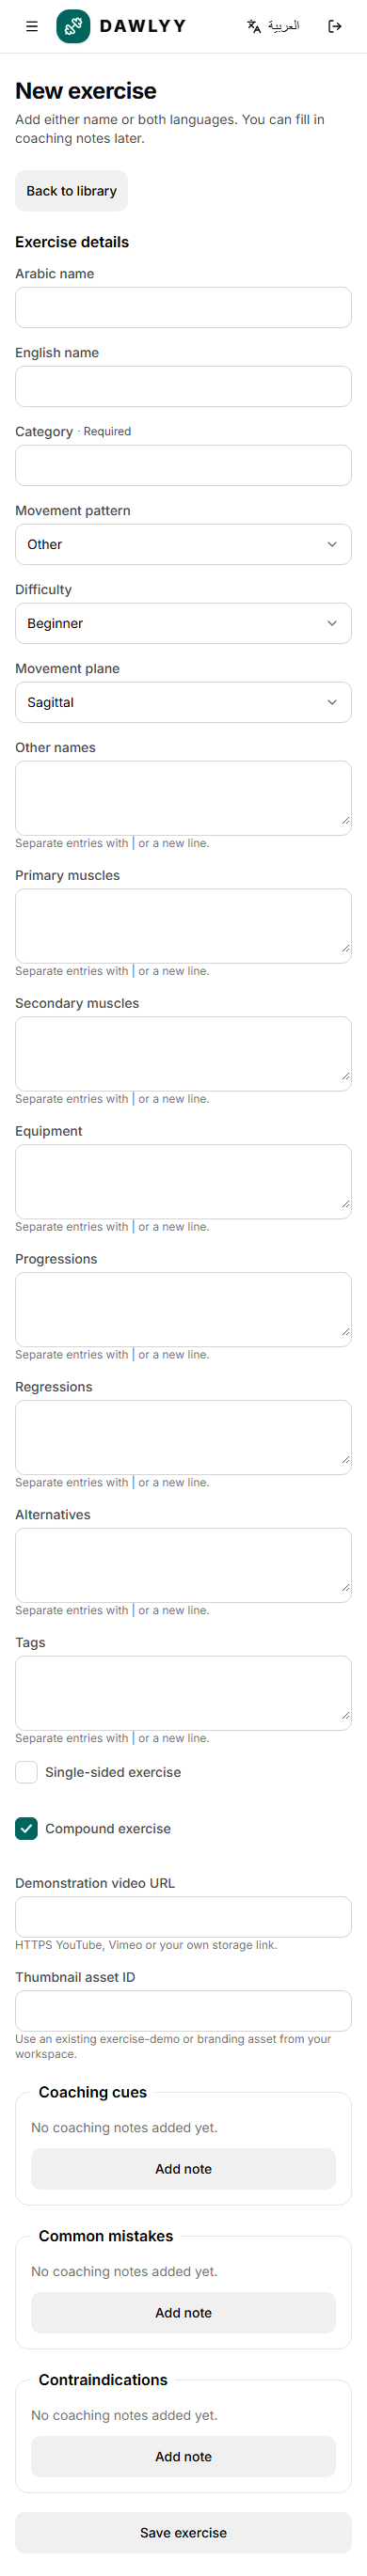 DAWLYY
العربية
New exercise
Add either name or both languages. You can fill in
coaching notes later.
Back to library
Exercise details
Arabic name
English name
Category · Required
Movement pattern
Other
Difficulty
Beginner
Movement plane
Sagittal
Other names
Separate entries with | or a new line.
Primary muscles
Separate entries with | or a new line.
Secondary muscles
Separate entries with | or a new line.
Equipment
Separate entries with | or a new line.
Progressions
Separate entries with | or a new line.
Regressions
Separate entries with | or a new line.
Alternatives
Separate entries with | or a new line.
Tags
Separate entries with | or a new line.
Single-sided exercise
Compound exercise
Demonstration video URL
HTTPS YouTube, Vimeo or your own storage link.
Thumbnail asset ID
Use an existing exercise-demo or branding asset from your
workspace.
Coaching cues
No coaching notes added yet.
Add note
Common mistakes
No coaching notes added yet.
Add note
Contraindications
No coaching notes added yet.
Add note
Save exercise